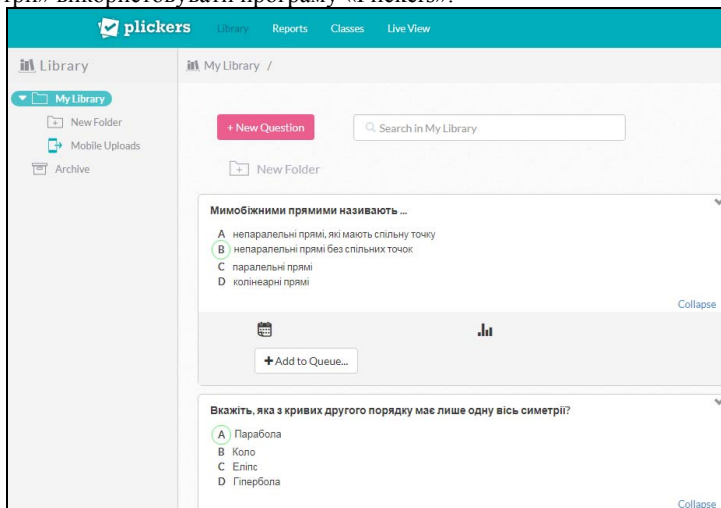 використовувати програму «Plickers».
plickers Library Reports Classes Live View
Library
My Library /
My Library
New Folder
Mobile Uploads
Archive
+ New Question
Search in My Library
New Folder
Мимобіжними прямими називають ...
A непаралельні прямі, які мають спільну точку
B непаралельні прямі без спільних точок
C паралельні прямі
D колінеарні прямі
Collapse
+ Add to Queue...
Вкажіть, яка з кривих другого порядку має лише одну вісь симетрії?
A Парабола
B Коло
C Еліпс
D Гіпербола
Collapse